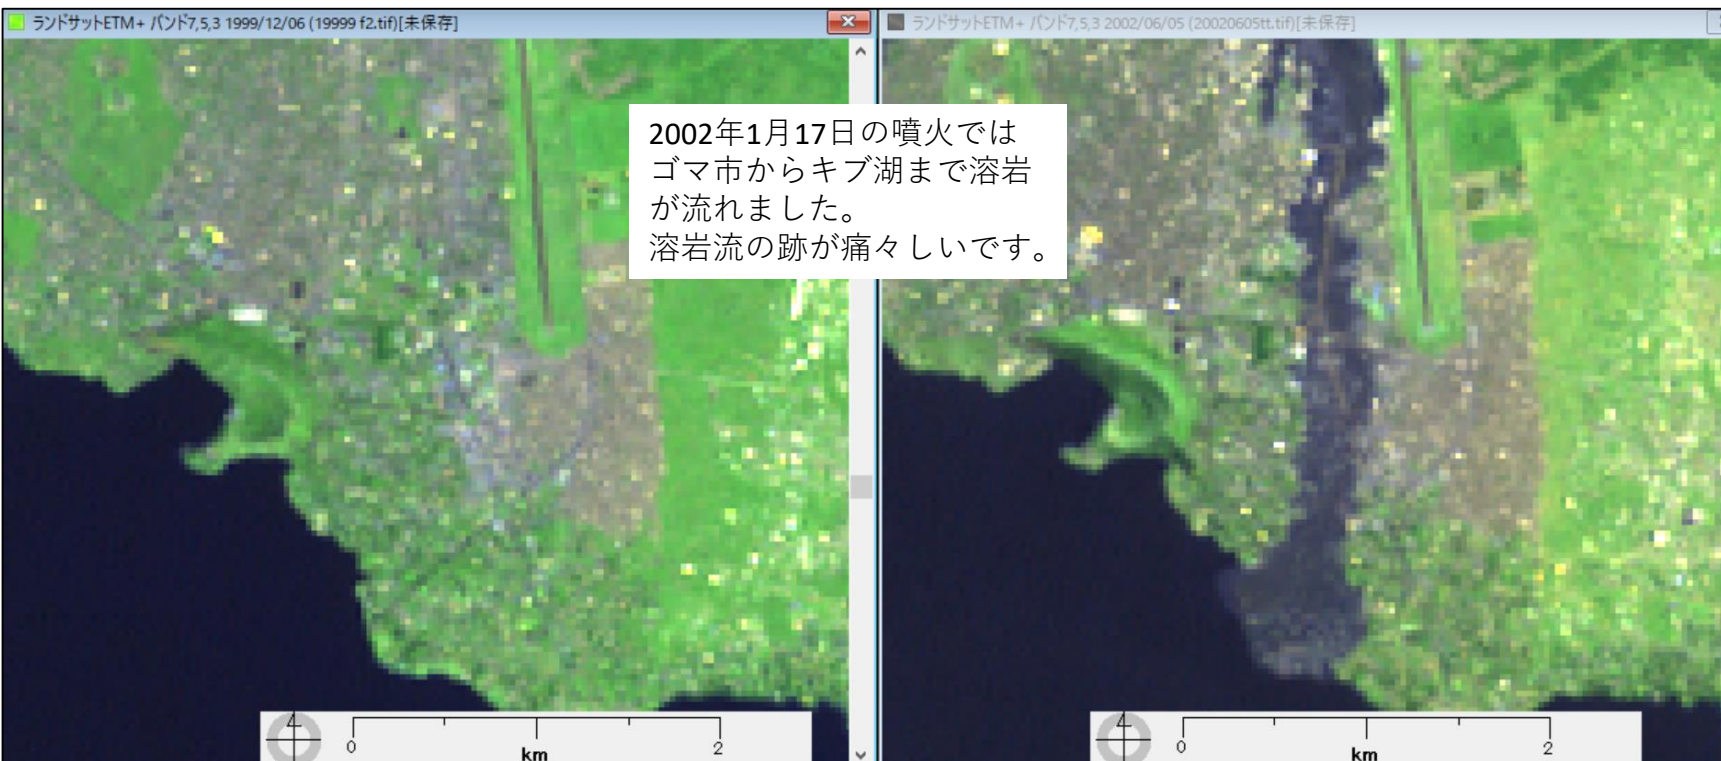 ランドサットETM+ バンド7,5,3 1999/12/06 (19999 f2.tif)[未保存]
ランドサットETM+ バンド7,5,3 2002/06/05 (20020605tt.tif)[未保存]
2002年1月17日の噴火では
ゴマ市からキブ湖まで溶岩
が流れました。
溶岩流の跡が痛々しいです。
0 2
km
0 2
km